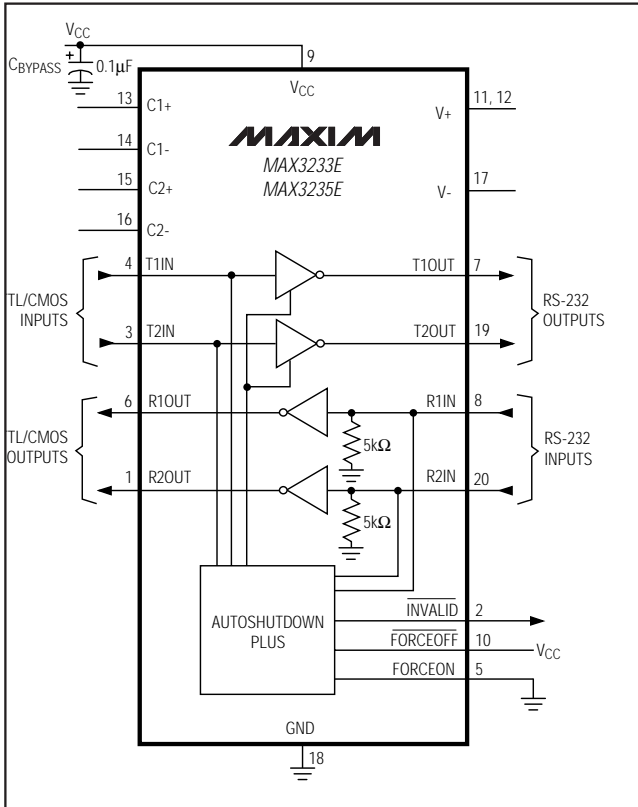 VCC
CBYPASS
+
0.1µF
9
VCC
13
C1+
11, 12
V+
14
C1-
MAXIM
MAX3233E
MAX3235E
15
C2+
17
V-
16
C2-
4
T1IN
T1OUT
7
TL/CMOS
INPUTS
RS-232
OUTPUTS
3
T2IN
T2OUT
19
6
R1OUT
R1IN
8
TL/CMOS
OUTPUTS
5kΩ
RS-232
INPUTS
1
R2OUT
R2IN
20
5kΩ
AUTOSHUTDOWN
PLUS
INVALID
2
FORCEOFF
10
VCC
FORCEON
5
GND
18